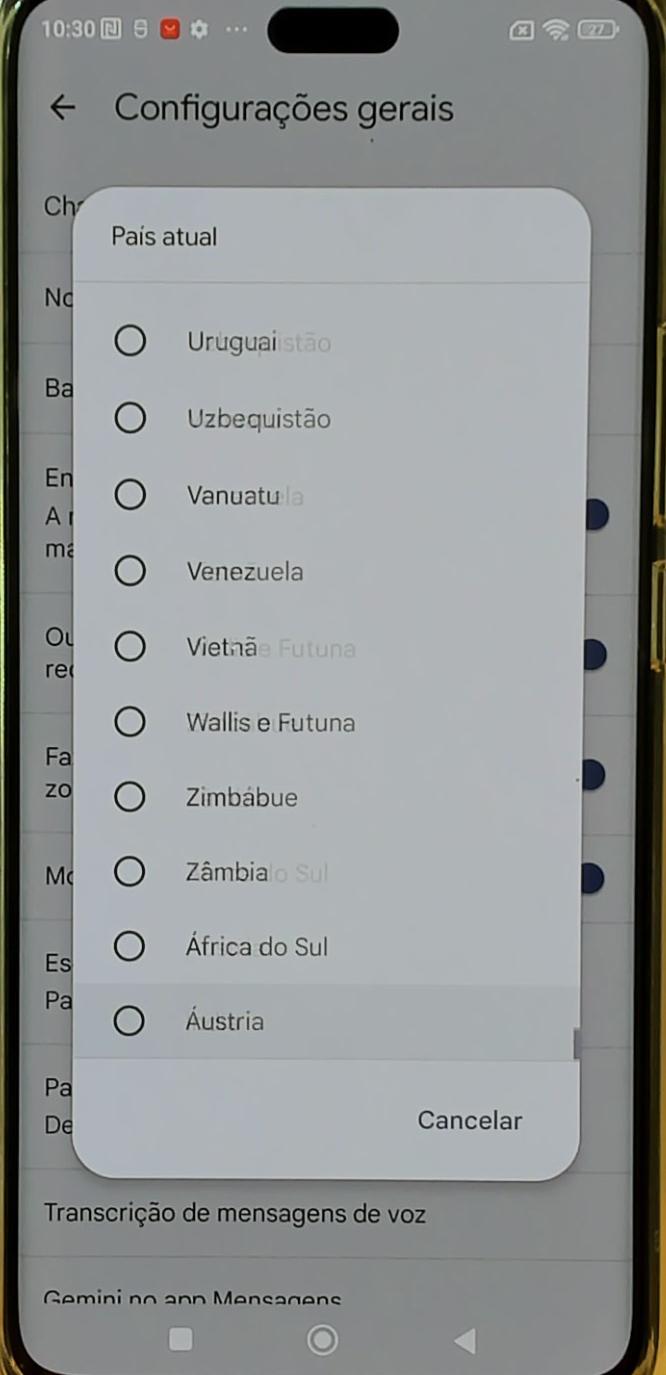 10:30
27
Configurações gerais
Ch
País atual
No
Uruguai
Ba
Uzbequistão
En
Vanuatu
A
ma
Venezuela
Ou
Vietnã
rec
Wallis e Futuna
Fa
zo
Zimbábue
Mo
Zâmbia
África do Sul
Es
Pa
Áustria
Pa
De
Cancelar
Transcrição de mensagens de voz
Gemini no app Mensagens